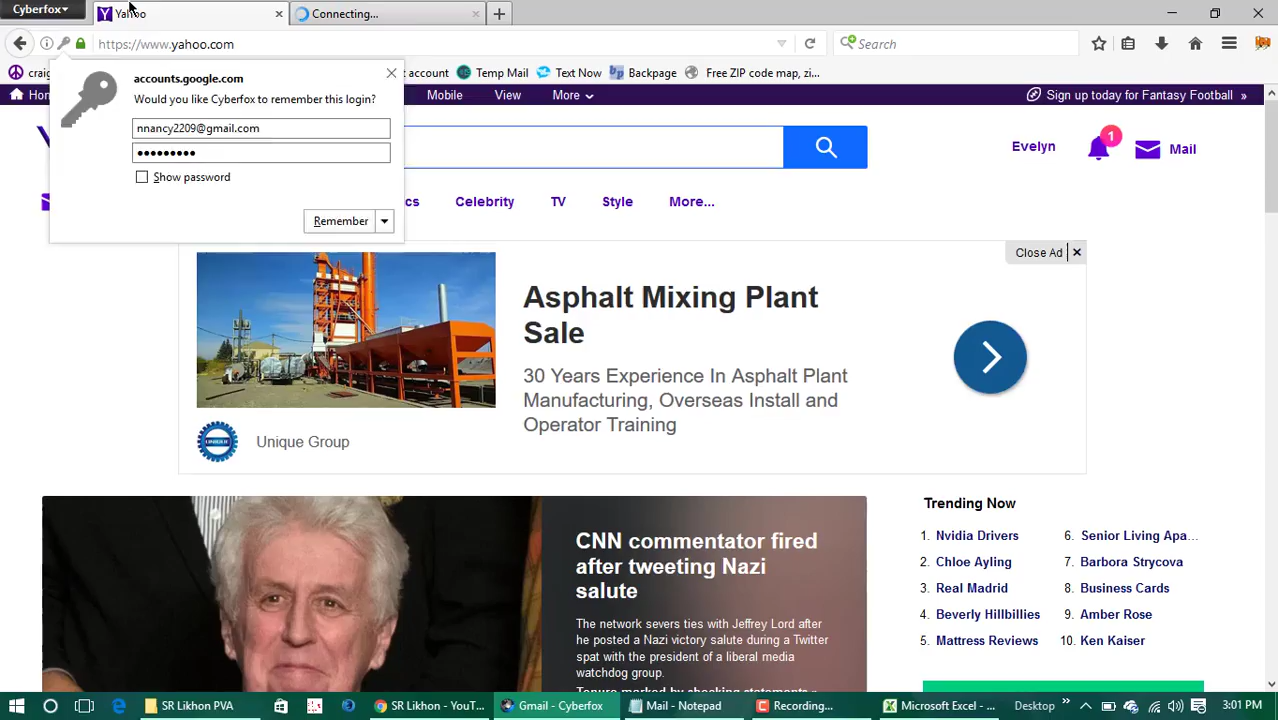 Cyberfox
Yahoo
Connecting...
https://www.yahoo.com
Search
craig
account
Temp Mail
Text Now
Backpage
Free ZIP code map, zi...
accounts.google.com
Would you like Cyberfox to remember this login?
nnancy2209@gmail.com
Show password
Remember
Hom
Mobile
View
More
Sign up today for Fantasy Football »
Evelyn
1
Mail
cs
Celebrity
TV
Style
More...
Close Ad
Asphalt Mixing Plant
Sale
30 Years Experience In Asphalt Plant
Manufacturing, Overseas Install and
Operator Training
UNIQUE
Unique Group
CNN commentator fired
after tweeting Nazi
salute
The network severs ties with Jeffrey Lord after
he posted a Nazi victory salute during a Twitter
spat with the president of a liberal media
watchdog group.
Trending Now
1. Nvidia Drivers
2. Chloe Ayling
3. Real Madrid
4. Beverly Hillbillies
5. Mattress Reviews
6. Senior Living Apa...
7. Barbora Strycova
8. Business Cards
9. Amber Rose
10. Ken Kaiser
SR Likhon PVA
SR Likhon - YouT...
Gmail - Cyberfox
Mail - Notepad
Recording...
Microsoft Excel - ...
Desktop
3:01 PM